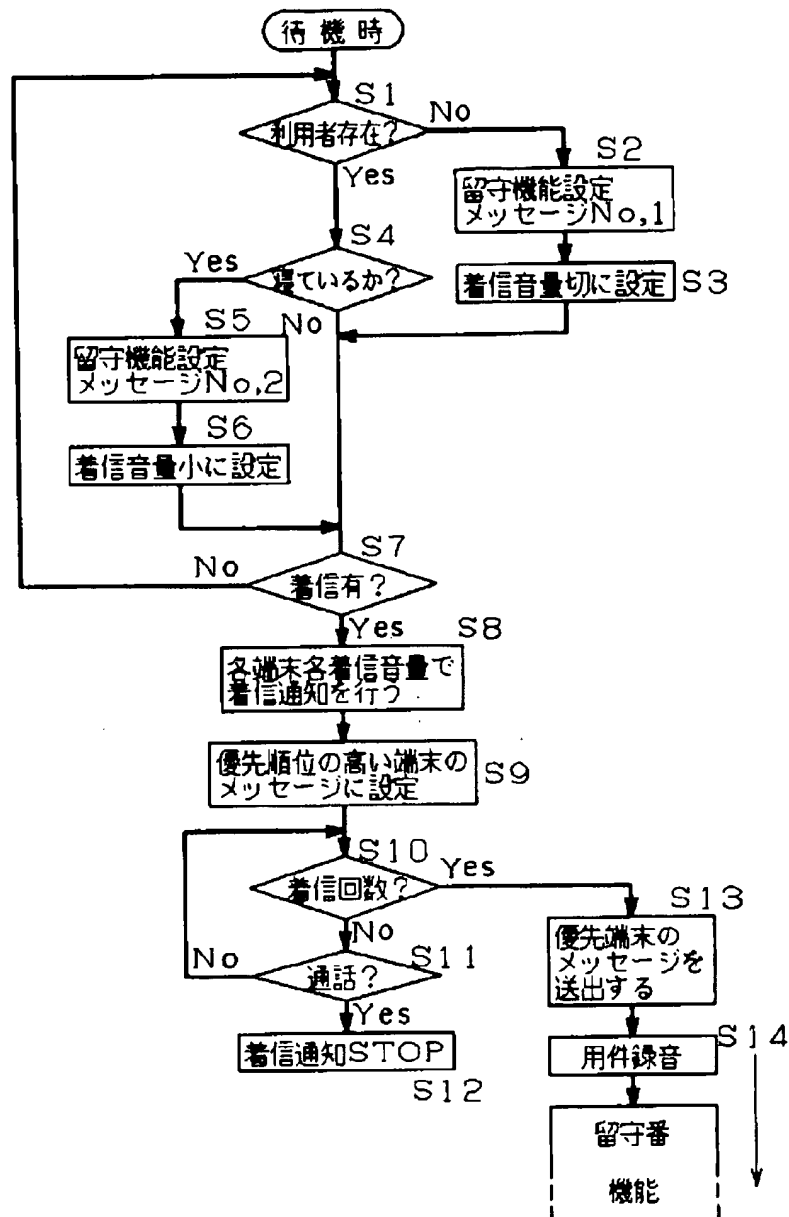 待機時
S1
利用者存在?
No
Yes
S2
留守機能設定
メッセージNo,1
S3
着信音量切に設定
S4
寝ているか?
Yes
No
S5
留守機能設定
メッセージNo,2
S6
着信音量小に設定
S7
着信有?
No
Yes
S8
各端末各着信音量で
着信通知を行う
優先順位の高い端末の
メッセージに設定
S9
S10
着信回数?
Yes
No
S11
通話?
No
Yes
着信通知STOP
S12
S13
優先端末の
メッセージを
送出する
S14
用件録音
留守番
機能